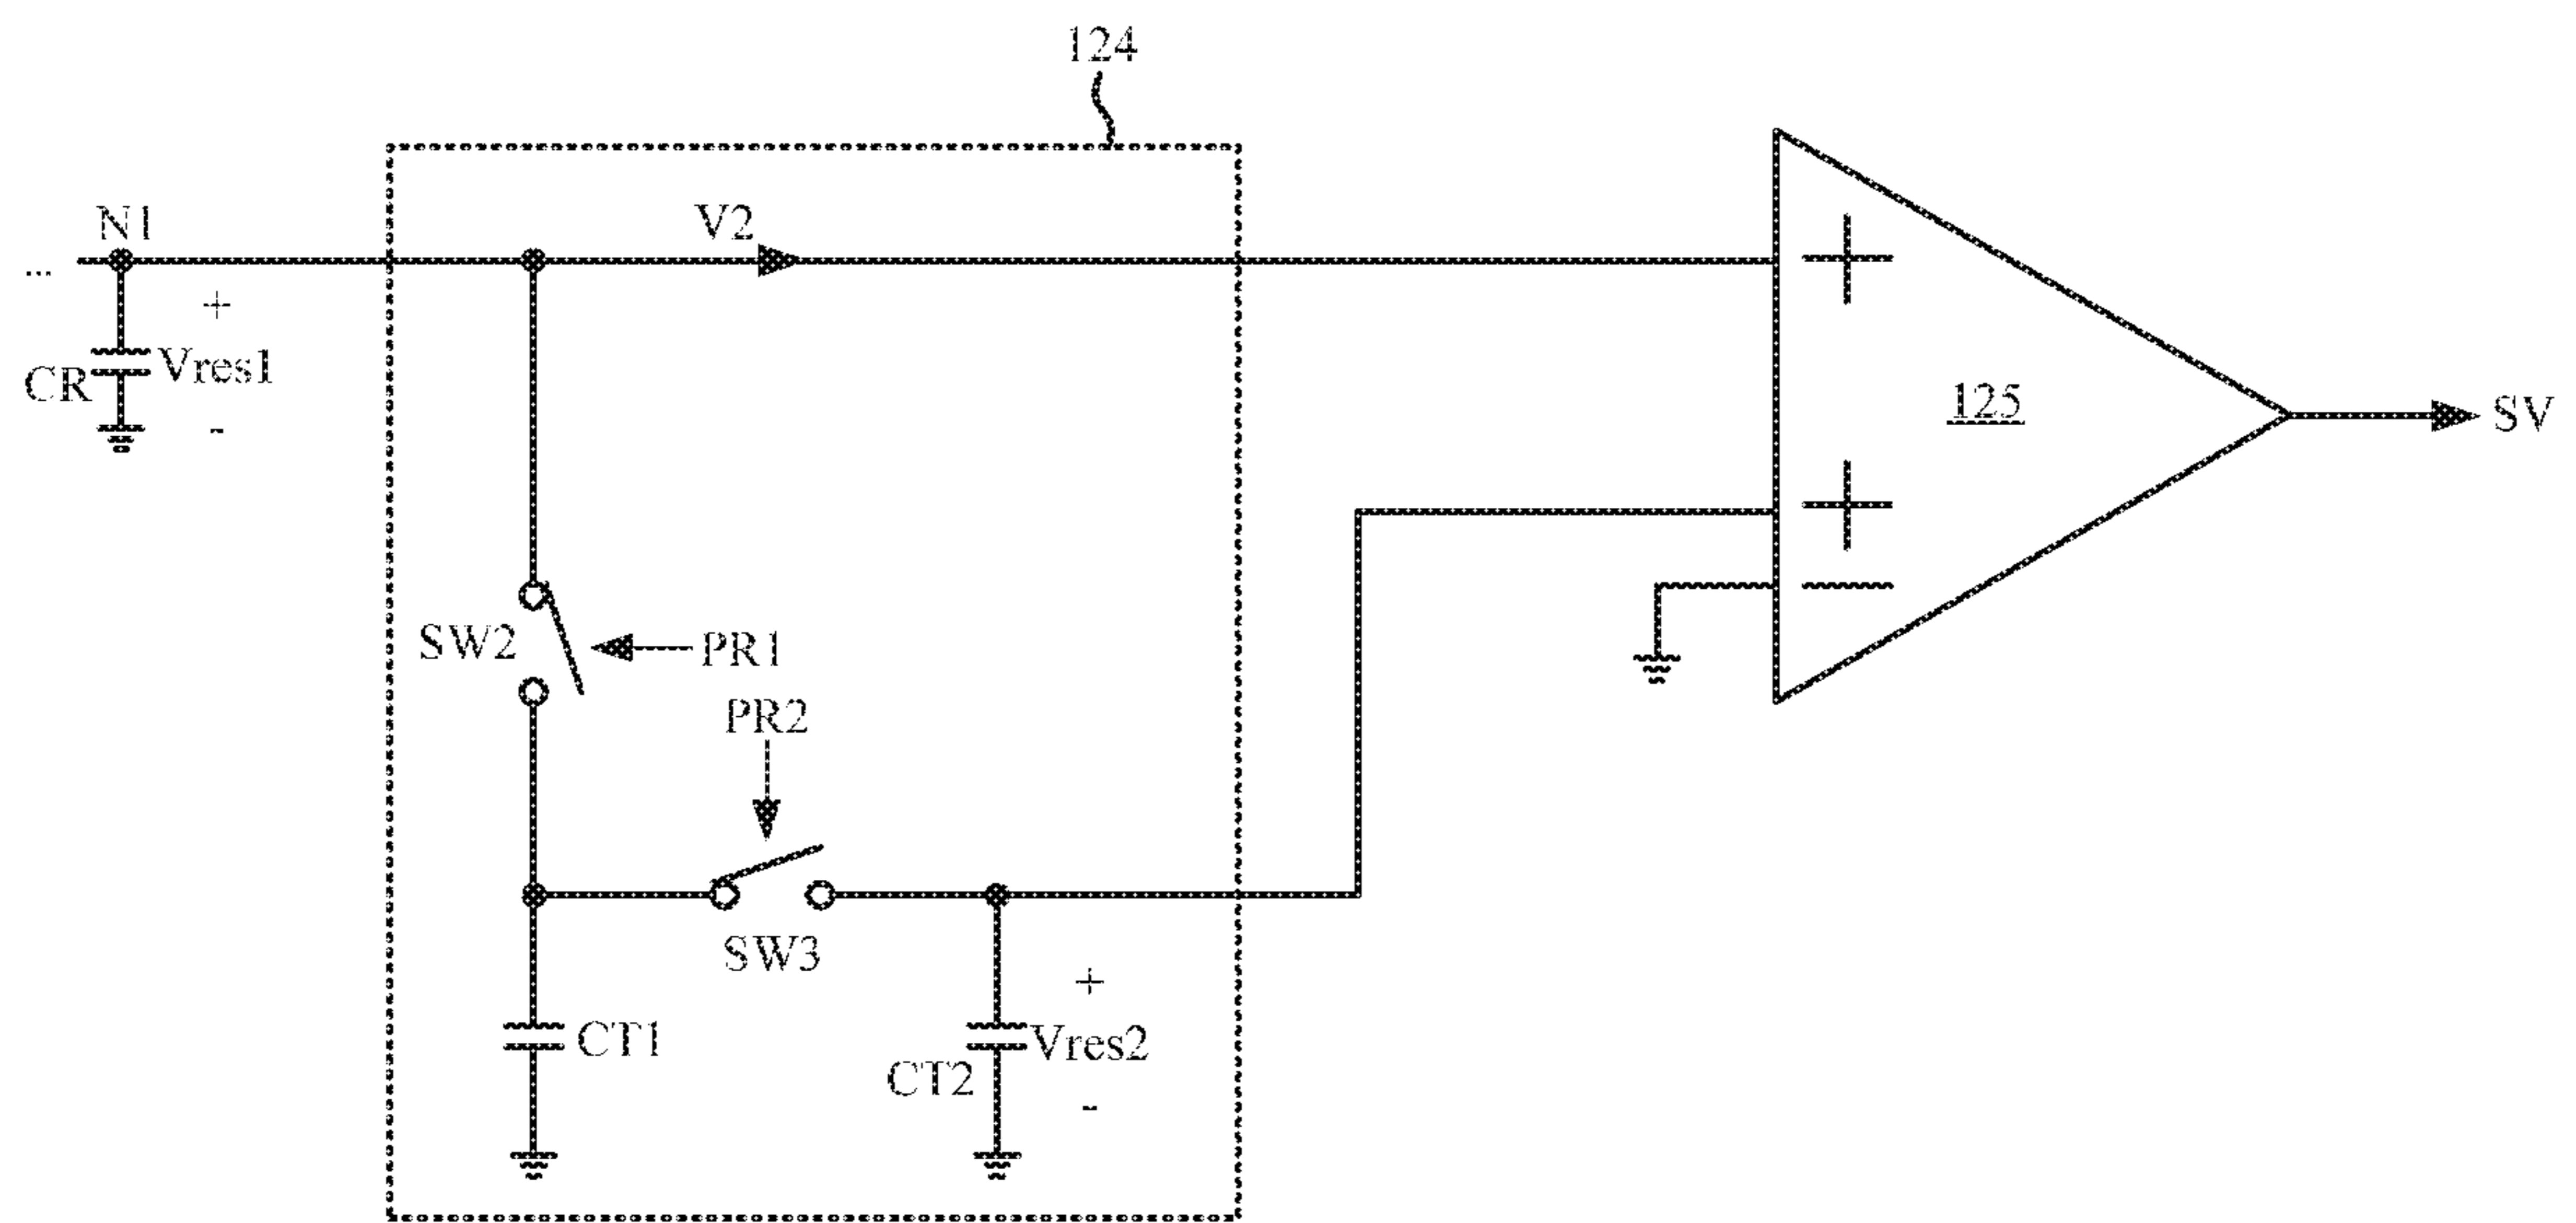 124
N1
V2
...
+
CR
Vres1
-
+
125
SV
+
SW2
PR1
PR2
SW3
+
CT1
Vres2
CT2
-